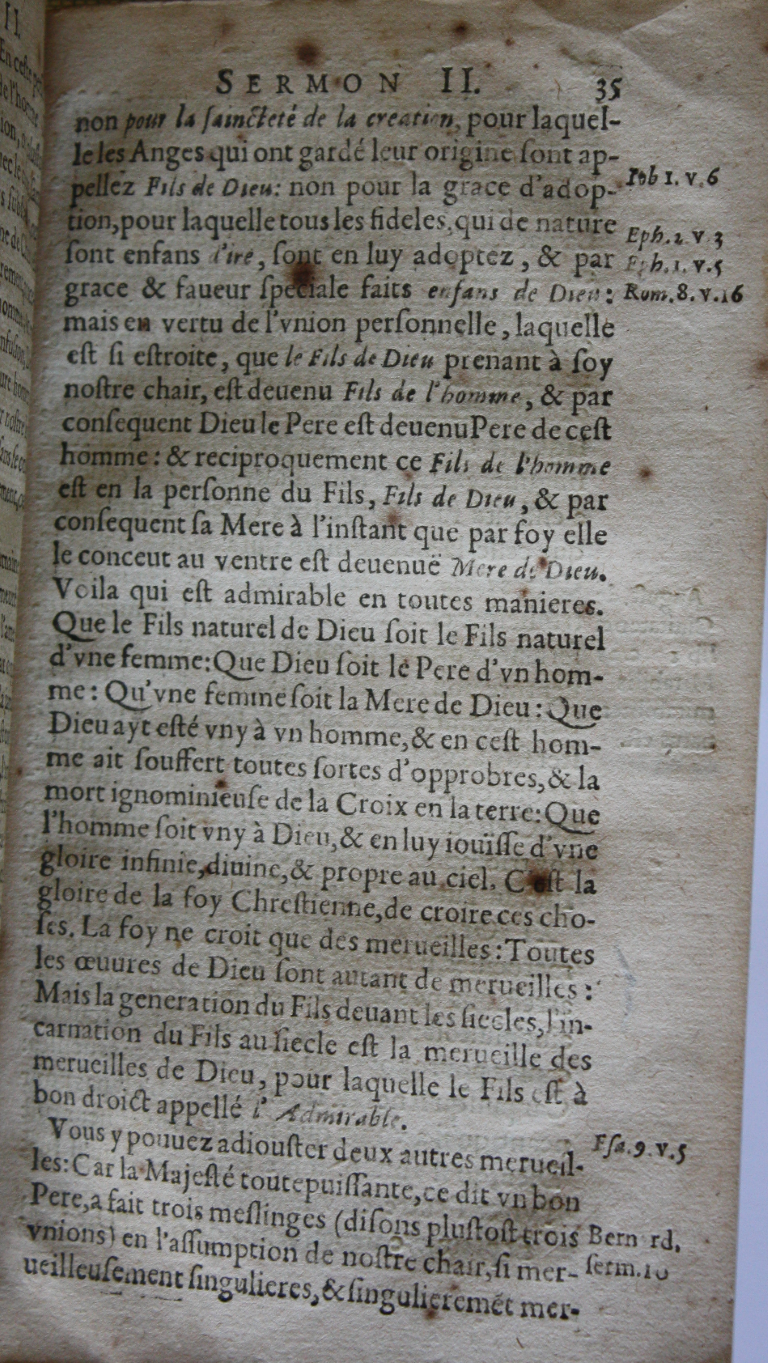 SERMON II. 35
non pour la ſaincteté de la creation, pour laquel-
le les Anges qui ont gardé leur origine ſont ap-
pellez Fils de Dieu: non pour la grace d'adop- Iob 1. v. 6
tion, pour laquelle tous les fideles, qui de nature
ſont enfans d'ire, ſont en luy adoptez, & par Eph. 2. v 3
grace & faueur ſpeciale faits enfans de Dieu: Eph. 1. v. 5
mais en vertu de l'vnion perſonnelle, laquelle Rom. 8. v. 16
eſt ſi eſtroite, que le Fils de Dieu prenant à ſoy
noſtre chair, eſt deuenu Fils de l'homme, & par
conſequent Dieu le Pere eſt deuenu Pere de ceſt
homme: & reciproquement ce Fils de l'homme
eſt en la perſonne du Fils, Fils de Dieu, & par
conſequent ſa Mere à l'inſtant que par foy elle
le conceut au ventre eſt deuenuë Mere de Dieu.
Voila qui eſt admirable en toutes manieres.
Que le Fils naturel de Dieu ſoit le Fils naturel
d'vne femme: Que Dieu ſoit le Pere d'vn hom-
me: Qu'vne femme ſoit la Mere de Dieu: Que
Dieu ayt eſté vny à vn homme, & en ceſt hom-
me ait ſouffert toutes ſortes d'opprobres, & la
mort ignominieuſe de la Croix en la terre: Que
l'homme ſoit vny à Dieu, & en luy iouïſſe d'vne
gloire infinie, diuine, & propre au ciel. C'eſt la
gloire de la foy Chreſtienne, de croire ces cho-
ſes. La foy ne croit que des merueilles: Toutes
les œuures de Dieu ſont autant de merueilles:
Mais la generation du Fils deuant les ſiecles, l'in-
carnation du Fils au ſiecle eſt la merueille des
merueilles de Dieu, pour laquelle le Fils eſt à
bon droict appellé l'Admirable.
Vous y pouuez adiouſter deux autres merueil- Eſa. 9. v. 5
les: Car la Majeſté toutepuiſſante, ce dit vn bon
Pere, a fait trois meſlinges (diſons pluſtoſt trois Bernard,
vnions) en l'aſſumption de noſtre chair, ſi mer- ſerm.
ueilleuſement ſingulieres, & ſingulieremẽt mer-